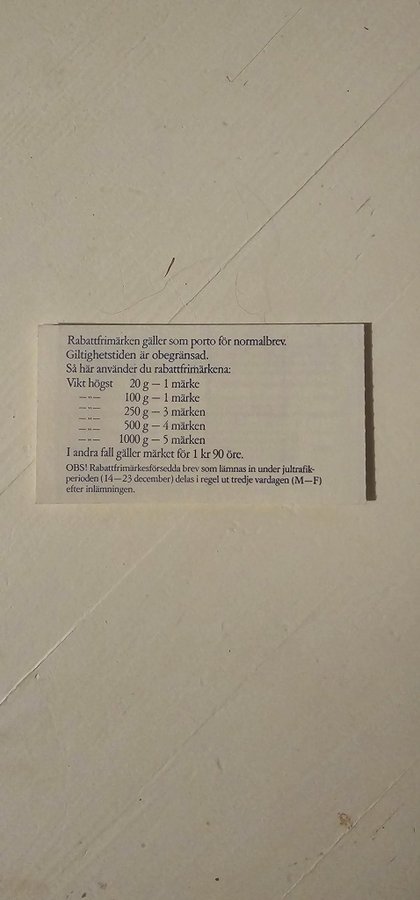 Rabattfrimärken gäller som porto för normalbrev.
Giltighetstiden är obegränsad.
Så här använder du rabattfrimärkena:
Vikt högst 20 g — 1 märke
—"— 100 g — 1 märke
—"— 250 g — 3 märken
—"— 500 g — 4 märken
—"— 1000 g — 5 märken
I andra fall gäller märket för 1 kr 90 öre.
OBS! Rabattfrimärkesförsedda brev som lämnas in under jultrafik-
perioden (14—23 december) delas i regel ut tredje vardagen (M—F)
efter inlämningen.